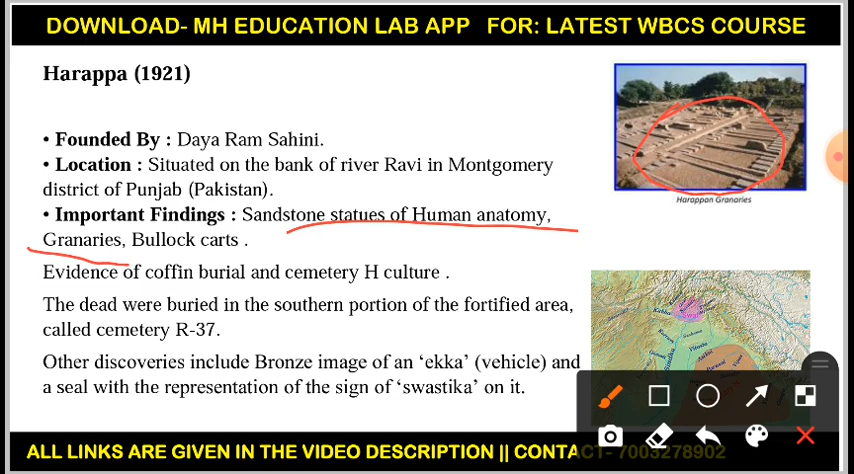 DOWNLOAD- MH EDUCATION LAB APP   FOR: LATEST WBCS COURSE
Harappa (1921)
• Founded By : Daya Ram Sahini.
• Location : Situated on the bank of river Ravi in Montgomery
district of Punjab (Pakistan).
• Important Findings : Sandstone statues of Human anatomy,
Granaries, Bullock carts .
Evidence of coffin burial and cemetery H culture .
The dead were buried in the southern portion of the fortified area,
called cemetery R-37.
Other discoveries include Bronze image of an ‘ekka’ (vehicle) and
a seal with the representation of the sign of ‘swastika’ on it.
Harappan Granaries
ALL LINKS ARE GIVEN IN THE VIDEO DESCRIPTION || CONTACT- 7003278902